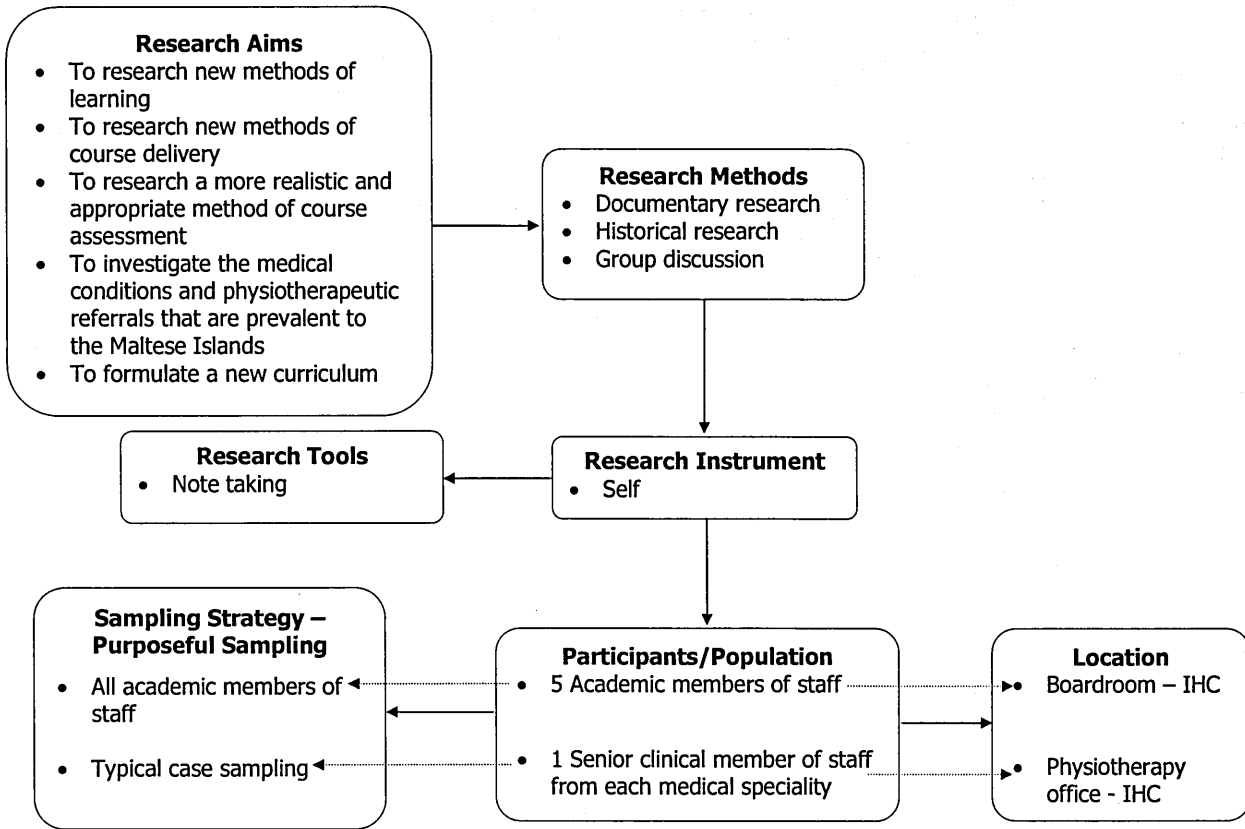 Research Aims
• To research new methods of
learning
• To research new methods of
course delivery
• To research a more realistic and
appropriate method of course
assessment
• To investigate the medical
conditions and physiotherapeutic
referrals that are prevalent to
the Maltese Islands
• To formulate a new curriculum
Research Methods
• Documentary research
• Historical research
• Group discussion
Research Tools
• Note taking
Research Instrument
• Self
Sampling Strategy –
Purposeful Sampling
• All academic members of
staff
• Typical case sampling
Participants/Population
• 5 Academic members of staff
• 1 Senior clinical member of staff
from each medical speciality
Location
• Boardroom – IHC
• Physiotherapy
office - IHC